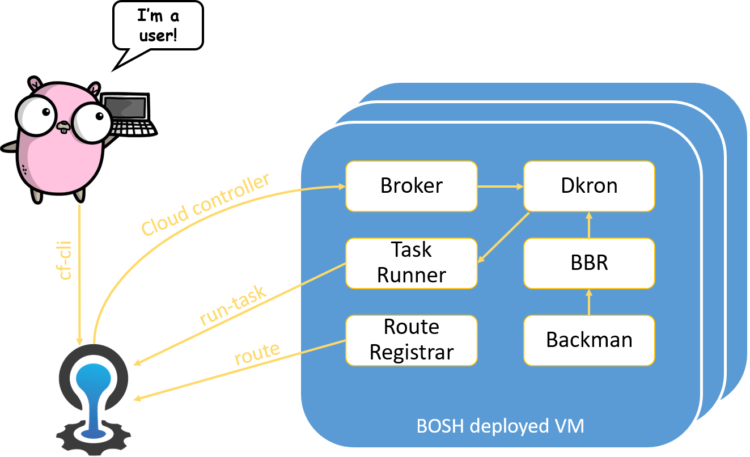 I'm a
user!
Cloud controller
cf-cli
run-task
route
Broker
Dkron
Task
Runner
BBR
Route
Registrar
Backman
BOSH deployed VM